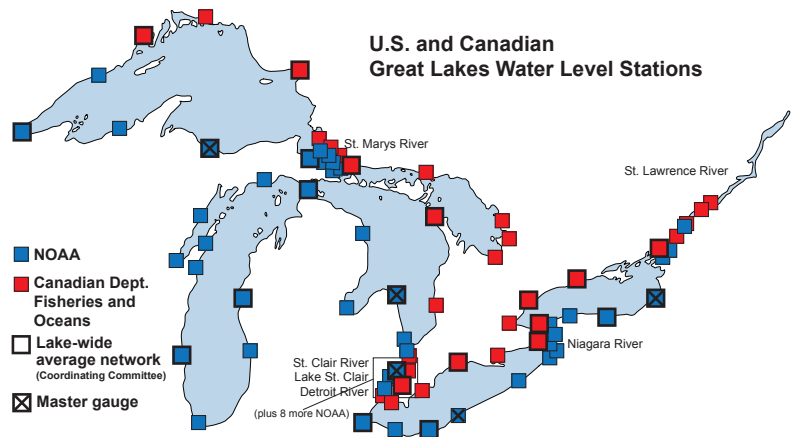 U.S. and Canadian
Great Lakes Water Level Stations
St. Marys River
St. Lawrence River
NOAA
Canadian Dept.
Fisheries and
Oceans
Lake-wide
average network
(Coordinating Committee)
Master gauge
Niagara River
St. Clair River
Lake St. Clair
Detroit River
(plus 8 more NOAA)